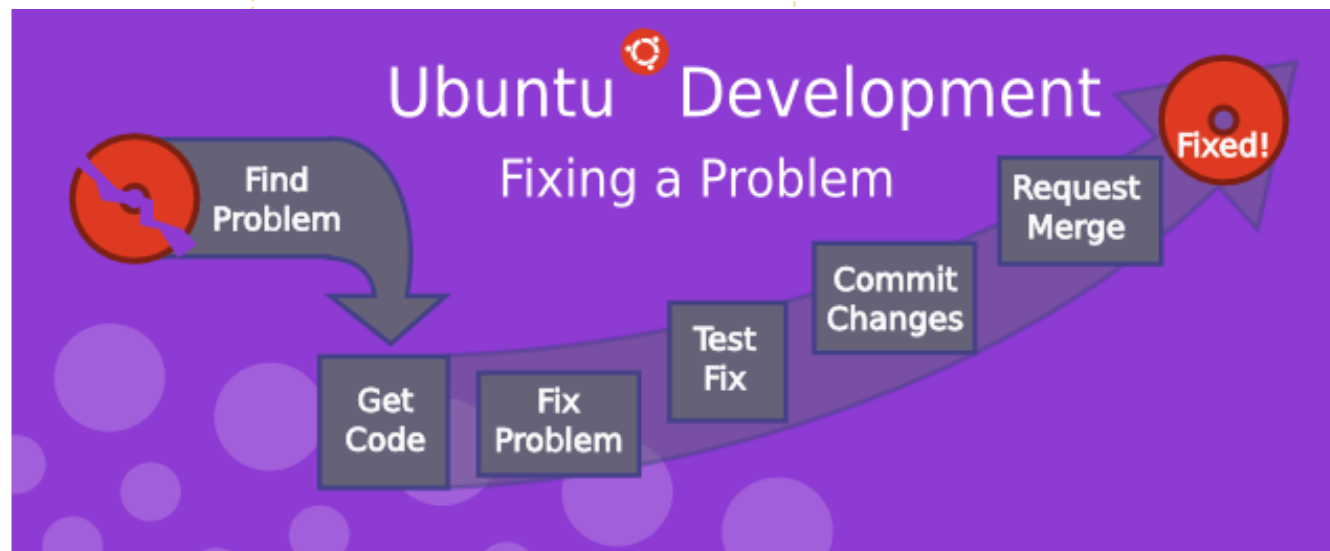 Ubuntu Development
Fixing a Problem
Find
Problem
Get
Code
Fix
Problem
Test
Fix
Commit
Changes
Request
Merge
Fixed!